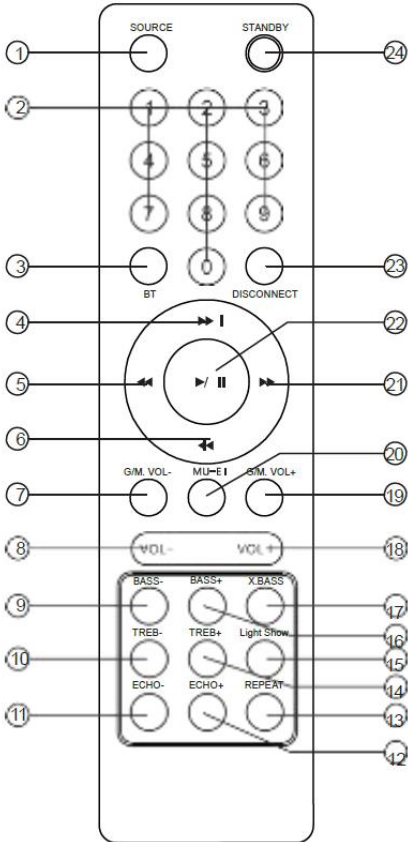 SOURCE STANDBY
1 24
2 1 2 3
4 5 6
7 8 9
3 0 23
BT DISCONNECT
4 22
5 21
6
20
G/M. VOL- G/M. VOL+
7 19
8 VOL- VOL+ 18
BASS- BASS+ X.BASS
9 17
16
TREB- TREB+ Light Show
10 15
14
ECHO- ECHO+ REPEAT
11 13
12